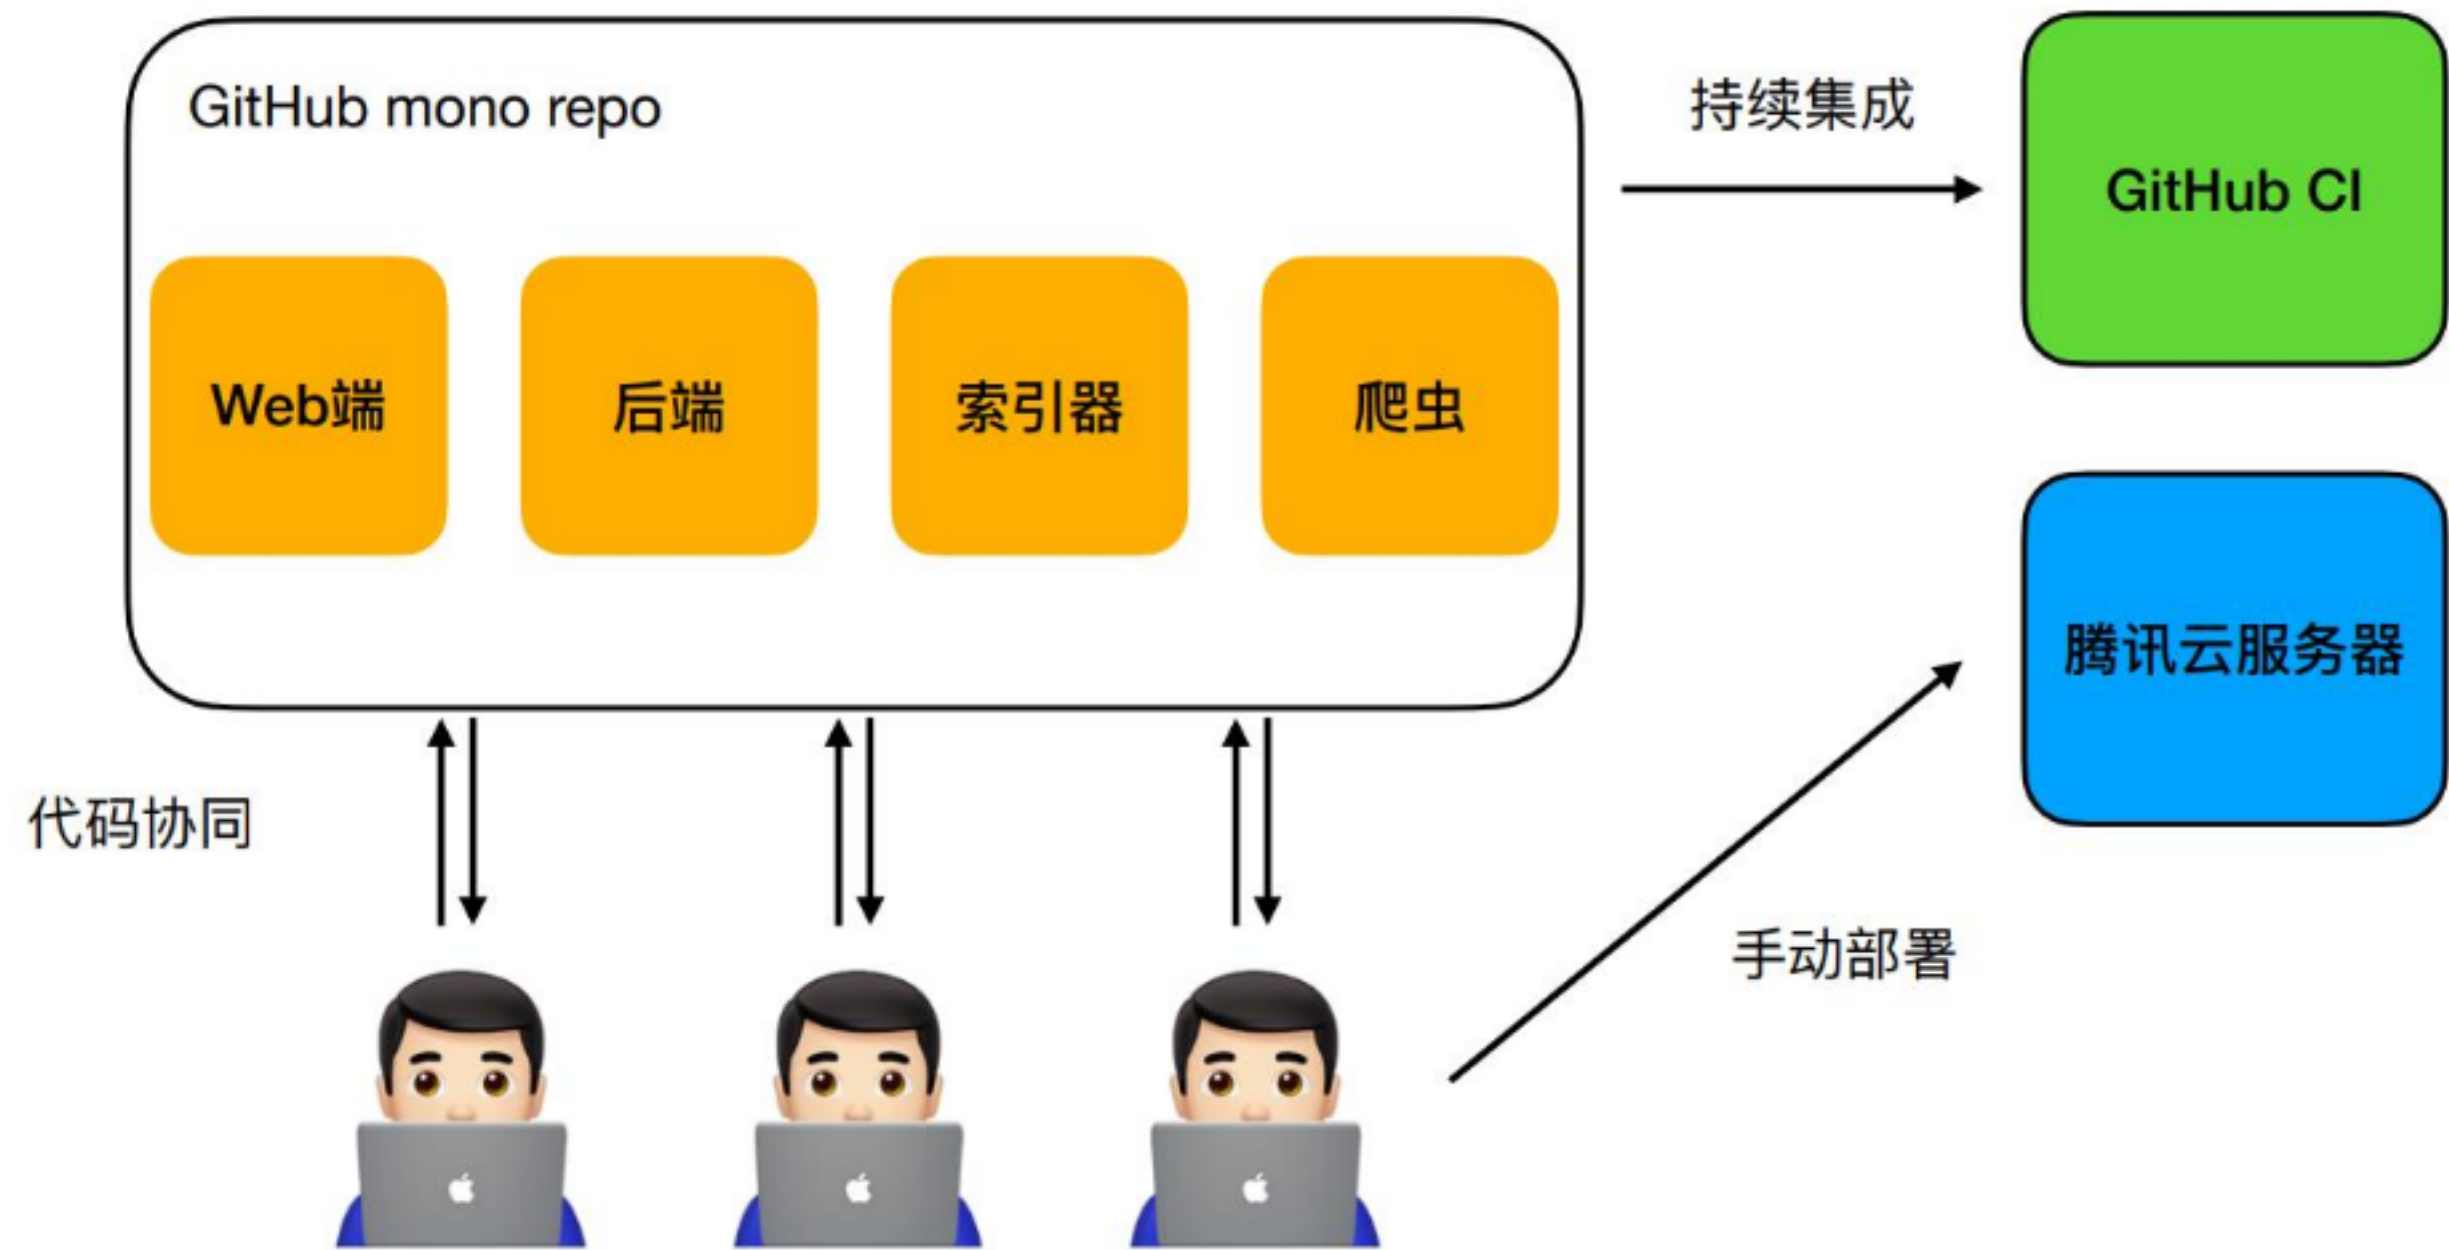 GitHub mono repo
持续集成
GitHub CI
Web端
后端
索引器
爬虫
腾讯云服务器
代码协同
手动部署